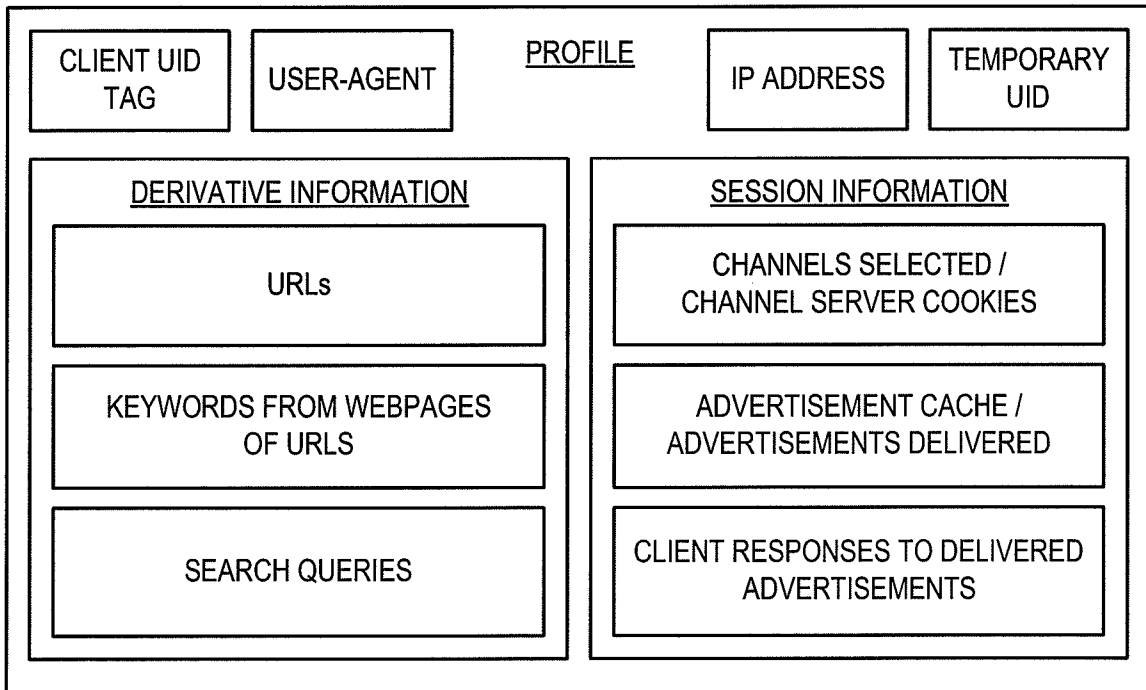 PROFILE
CLIENT UID
TAG
USER-AGENT
IP ADDRESS
TEMPORARY
UID
DERIVATIVE INFORMATION
URLs
KEYWORDS FROM WEBPAGES
OF URLS
SEARCH QUERIES
SESSION INFORMATION
CHANNELS SELECTED /
CHANNEL SERVER COOKIES
ADVERTISEMENT CACHE /
ADVERTISEMENTS DELIVERED
CLIENT RESPONSES TO DELIVERED
ADVERTISEMENTS